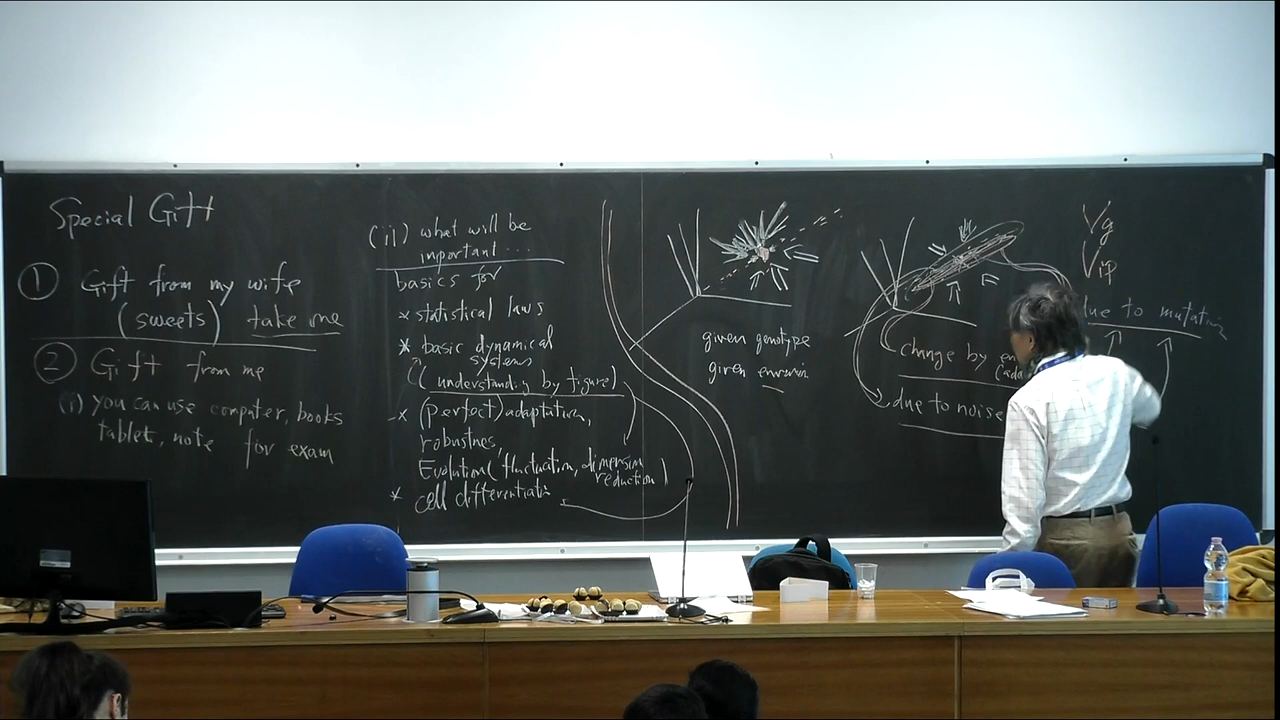 Special Gift
① Gift from my wife
(sweets) take me
② Gift from me
(i) you can use computer, books
tablet, note for exam
(ii) what will be
important ...
basics for
* statistical laws
* basic dynamical
systems
(understanding by figure)
* (perfect) adaptation,
robustness,
Evolution (fluctuation, dimension
reduction)
* cell differentiatio
given genotype
given environ
change by en
(ada
due to noise
Vg
Vip
due to mutation